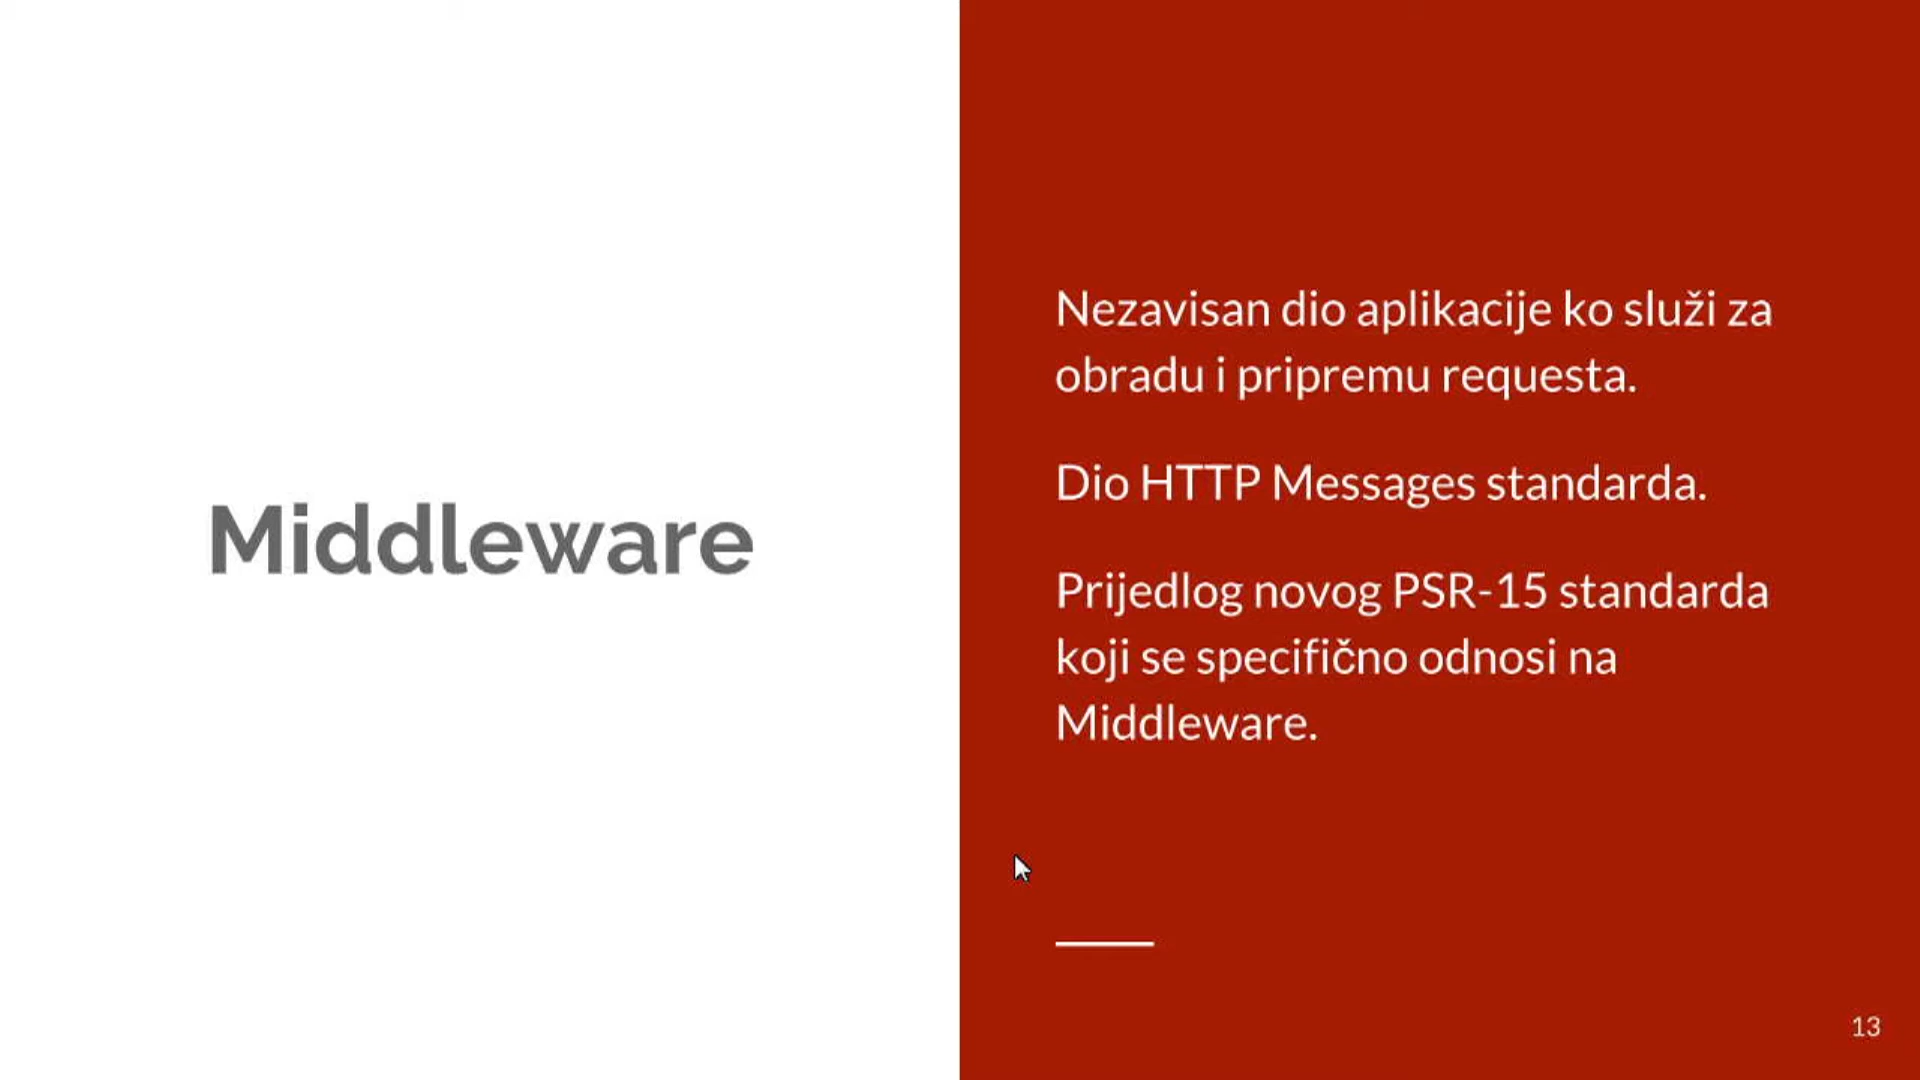 Middleware
Nezavisan dio aplikacije ko služi za
obradu i pripremu requesta.
Dio HTTP Messages standarda.
Prijedlog novog PSR-15 standarda
koji se specifično odnosi na
Middleware.
13